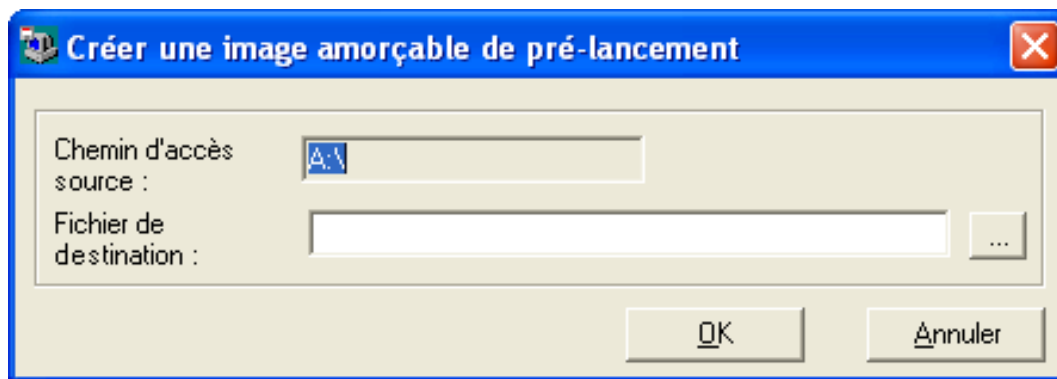 Créer une image amorçable de pré-lancement
Chemin d'accès
source :
A:\
Fichier de
destination :
...
OK
Annuler